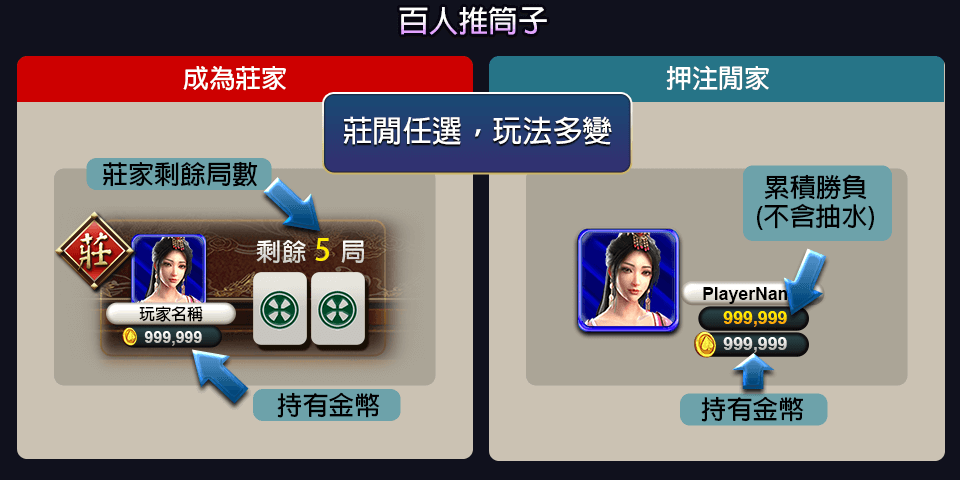 百人推筒子
成為莊家
押注閒家
莊閒任選，玩法多變
莊家剩餘局數
莊
剩餘 5 局
玩家名稱
999,999
持有金幣
累積勝負
(不含抽水)
PlayerNan
999,999
999,999
持有金幣